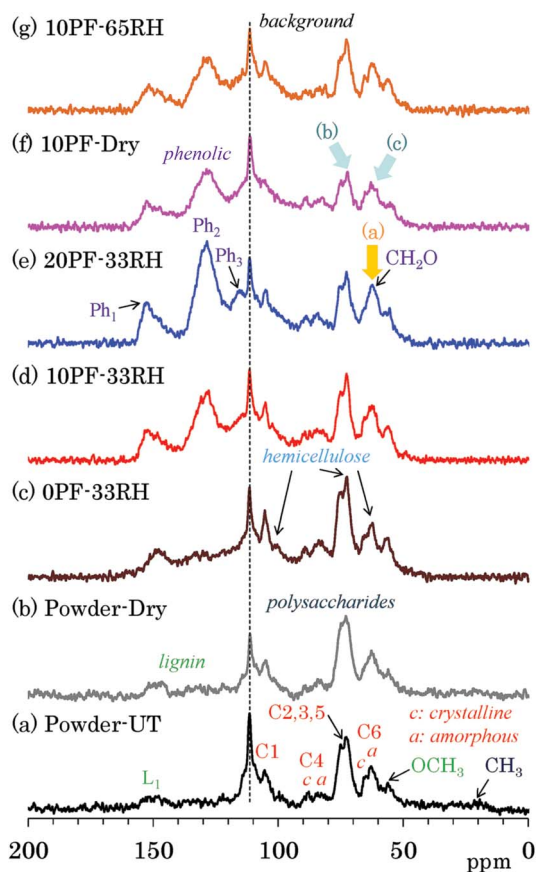 (g) 10PF-65RH
background
(f) 10PF-Dry
phenolic
(b)
(c)
(e) 20PF-33RH
Ph₁
Ph₂
Ph₃
(a)
CH₂O
(d) 10PF-33RH
hemicellulose
(c) 0PF-33RH
(b) Powder-Dry
polysaccharides
lignin
(a) Powder-UT
C2,3,5
c: crystalline
a: amorphous
C1
C4
c a
C6
a
c
L₁
OCH₃
CH₃
200 150 100 50 0
ppm